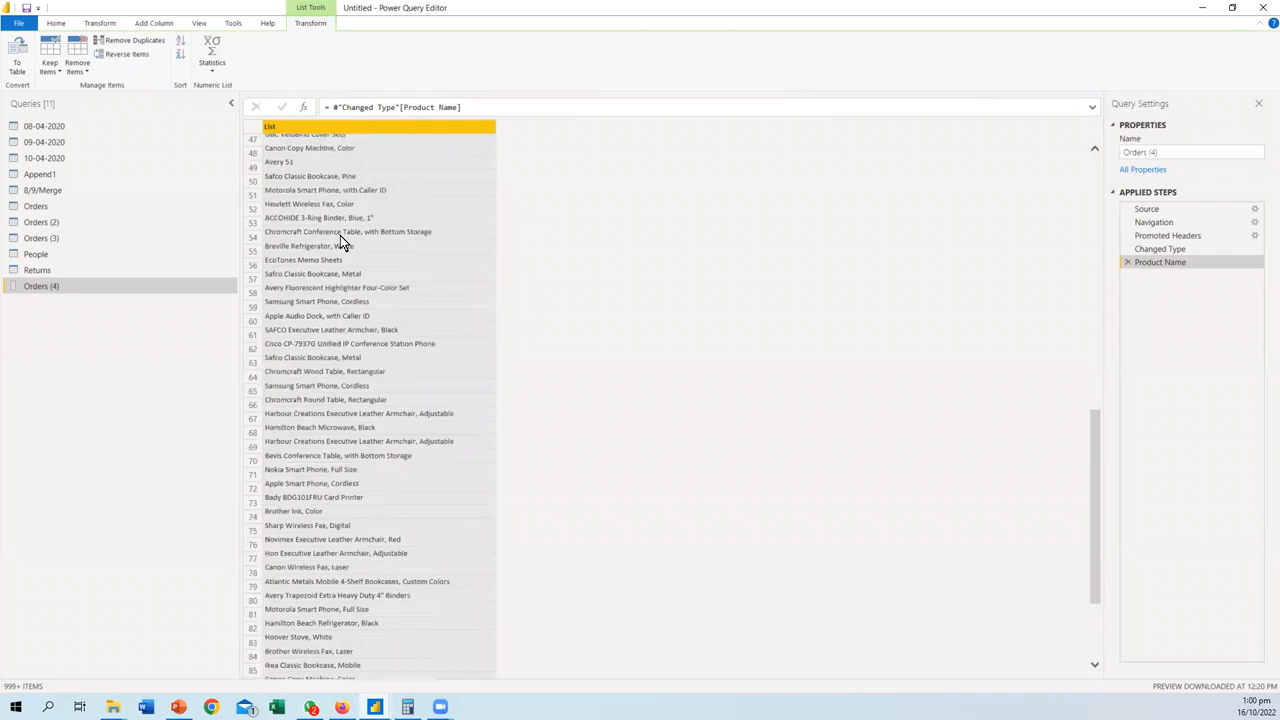 List Tools
Untitled - Power Query Editor
File
Home
Transform
Add Column
View
Tools
Help
Transform
To Table
Keep Items
Remove Items
Remove Duplicates
Reverse Items
Statistics
Convert
Manage Items
Sort
Numeric List
Queries [11]
= #"Changed Type"[Product Name]
08-04-2020
09-04-2020
10-04-2020
Append1
8/9/Merge
Orders
Orders (2)
Orders (3)
People
Returns
Orders (4)
List
47 GBC VeloBind Cover Sets
48 Canon Copy Machine, Color
49 Avery 51
50 Safco Classic Bookcase, Pine
51 Motorola Smart Phone, with Caller ID
52 Hewlett Wireless Fax, Color
53 ACCOHIDE 3-Ring Binder, Blue, 1"
54 Chromcraft Conference Table, with Bottom Storage
55 Breville Refrigerator,
56 EcoTones Memo Sheets
57 Safco Classic Bookcase, Metal
58 Avery Fluorescent Highlighter Four-Color Set
59 Samsung Smart Phone, Cordless
60 Apple Audio Dock, with Caller ID
61 SAFCO Executive Leather Armchair, Black
62 Cisco CP-7937G Unified IP Conference Station Phone
63 Safco Classic Bookcase, Metal
64 Chromcraft Wood Table, Rectangular
65 Samsung Smart Phone, Cordless
66 Chromcraft Round Table, Rectangular
67 Harbour Creations Executive Leather Armchair, Adjustable
68 Hamilton Beach Microwave, Black
69 Harbour Creations Executive Leather Armchair, Adjustable
70 Bevis Conference Table, with Bottom Storage
71 Nokia Smart Phone, Full Size
72 Apple Smart Phone, Cordless
73 Bady BDG101FRU Card Printer
74 Brother Ink, Color
75 Sharp Wireless Fax, Digital
76 Novimex Executive Leather Armchair, Red
77 Hon Executive Leather Armchair, Adjustable
78 Canon Wireless Fax, Laser
79 Atlantic Metals Mobile 4-Shelf Bookcases, Custom Colors
80 Avery Trapezoid Extra Heavy Duty 4" Binders
81 Motorola Smart Phone, Full Size
82 Hamilton Beach Refrigerator, Black
83 Hoover Stove, White
84 Brother Wireless Fax, Laser
85 Ikea Classic Bookcase, Mobile
Canon Copy Machine, Color
Query Settings
PROPERTIES
Name
Orders (4)
All Properties
APPLIED STEPS
Source
Navigation
Promoted Headers
Changed Type
Product Name
999+ ITEMS
PREVIEW DOWNLOADED AT 12:20 PM
1:00 pm
16/10/2022